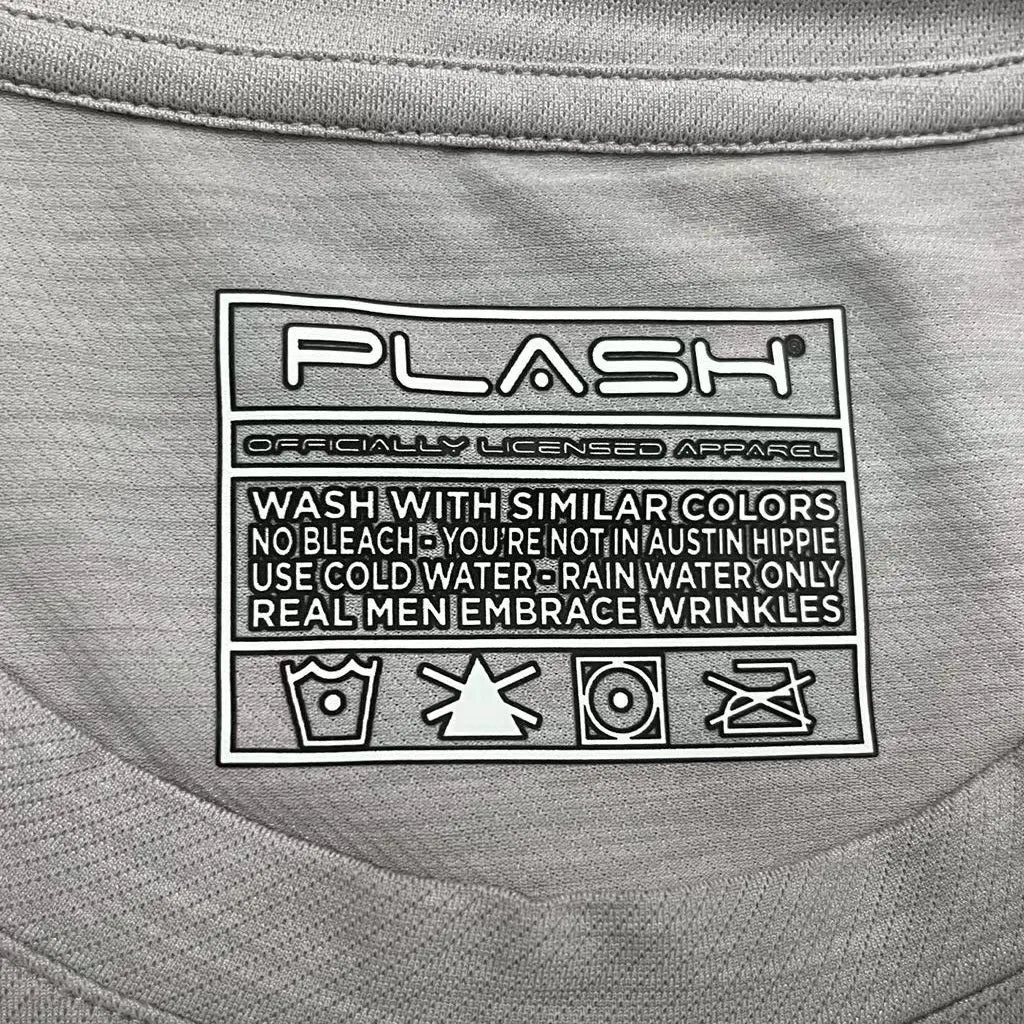 PLASH®
OFFICIALLY LICENSED APPAREL
WASH WITH SIMILAR COLORS
NO BLEACH - YOU'RE NOT IN AUSTIN HIPPIE
USE COLD WATER - RAIN WATER ONLY
REAL MEN EMBRACE WRINKLES